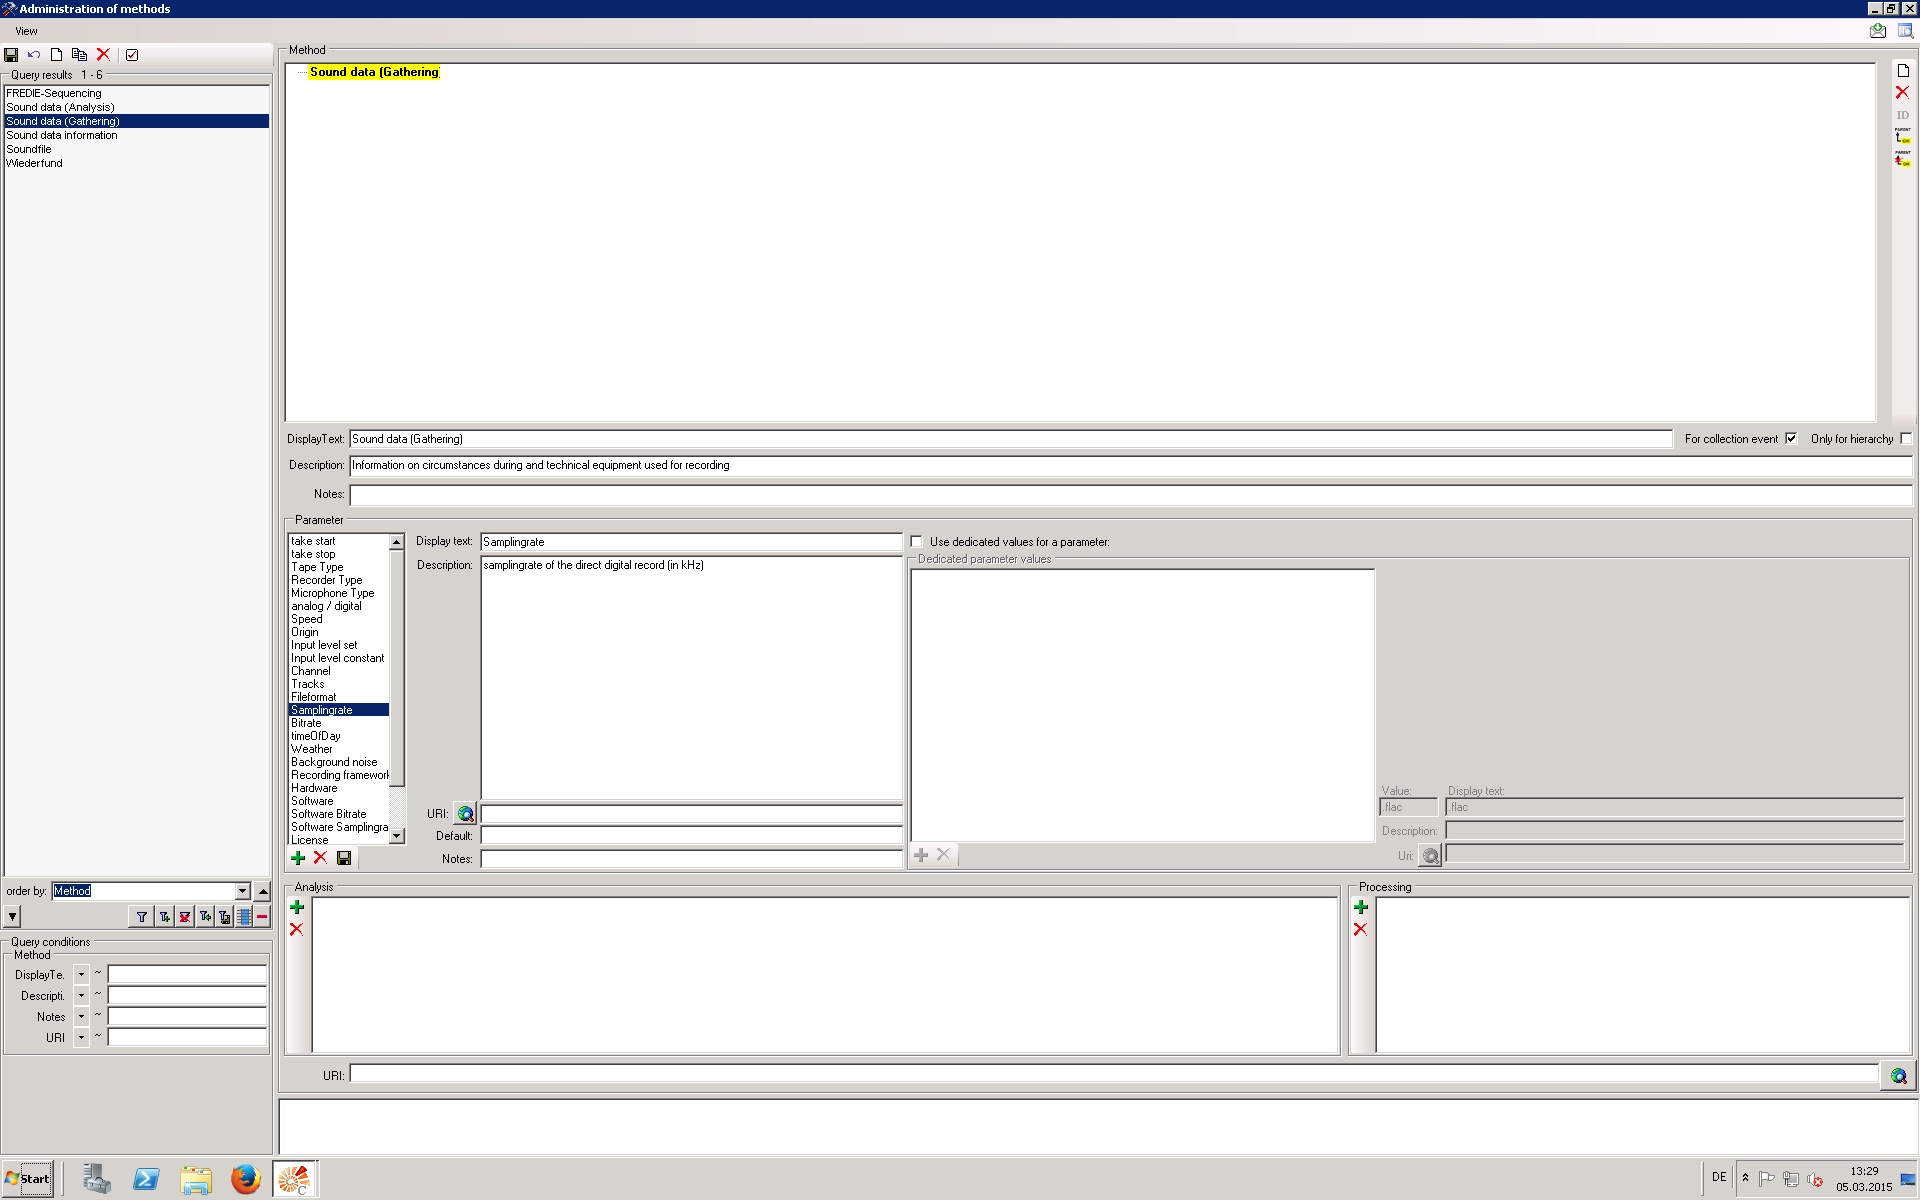 Administration of methods
View
Query results 1 - 6
FREDIE-Sequencing
Sound data (Analysis)
Sound data (Gathering)
Sound data information
Soundfile
Wiederfund
order by: Method
Query conditions
Method
DisplayTe. ~
Descripti. ~
Notes ~
URI ~
Method
Sound data (Gathering
ID
PARENT
PARENT
DisplayText: Sound data (Gathering) For collection event Only for hierarchy
Description: Information on circumstances during and technical equipment used for recording
Notes:
Parameter
take start
take stop
Tape Type
Recorder Type
Microphone Type
analog / digital
Speed
Origin
Input level set
Input level constant
Channel
Tracks
Fileformat
Samplingrate
Bitrate
timeOfDay
Weather
Background noise
Recording framework
Hardware
Software
Software Bitrate
Software Samplingra
License
Display text: Samplingrate
Description: samplingrate of the direct digital record (in kHz)
URI:
Default:
Notes:
Use dedicated values for a parameter:
Dedicated parameter values
Value: Display text:
.flac .flac
Description:
Uri:
Analysis
Processing
URI:
Start
C
DE
13:29
05.03.2015